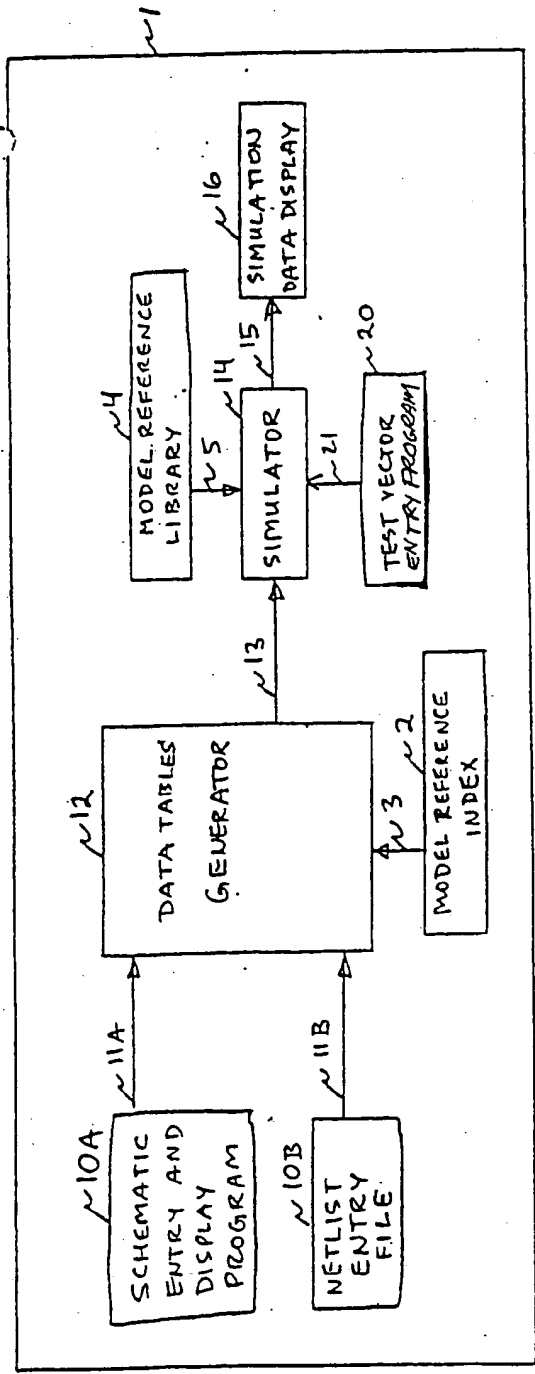 1
10A
SCHEMATIC
ENTRY AND
DISPLAY
PROGRAM
11A
10B
NETLIST
ENTRY
FILE
11B
12
DATA TABLES
GENERATOR
3
2
MODEL REFERENCE
INDEX
13
4
MODEL REFERENCE
LIBRARY
5
14
SIMULATOR
15
16
SIMULATION
DATA DISPLAY
21
20
TEST VECTOR
ENTRY PROGRAM